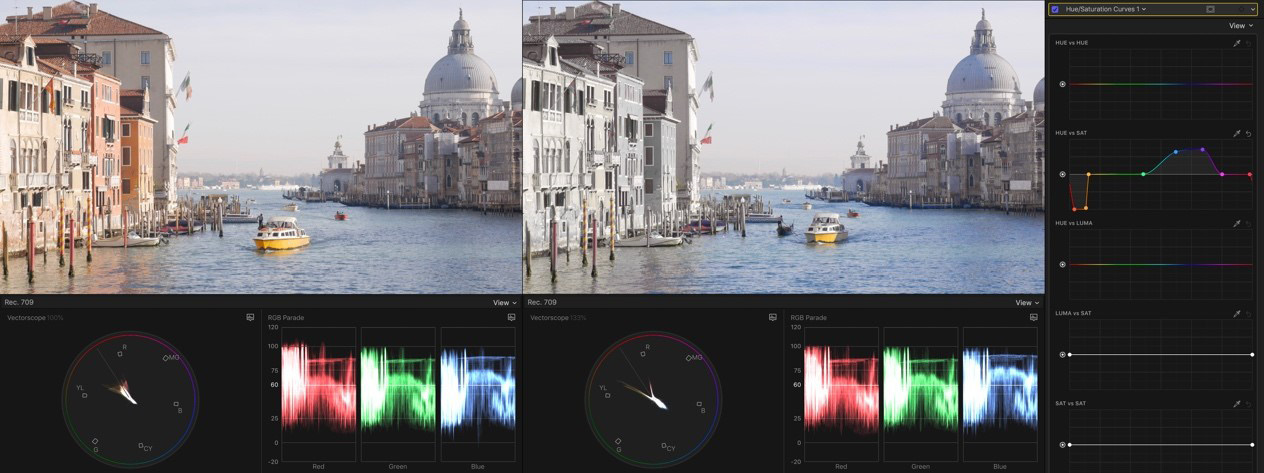 Hue/Saturation Curves 1
View
HUE vs HUE
HUE vs SAT
HUE vs LUMA
LUMA vs SAT
SAT vs SAT
Rec. 709
View
Rec. 709
View
Vectorscope 100%
R
MG
YL
B
G
CY
RGB Parade
120
100
75
60
25
0
-20
Red
Green
Blue
Vectorscope 133%
R
MG
YL
B
G
CY
RGB Parade
120
100
75
60
25
0
-20
Red
Green
Blue